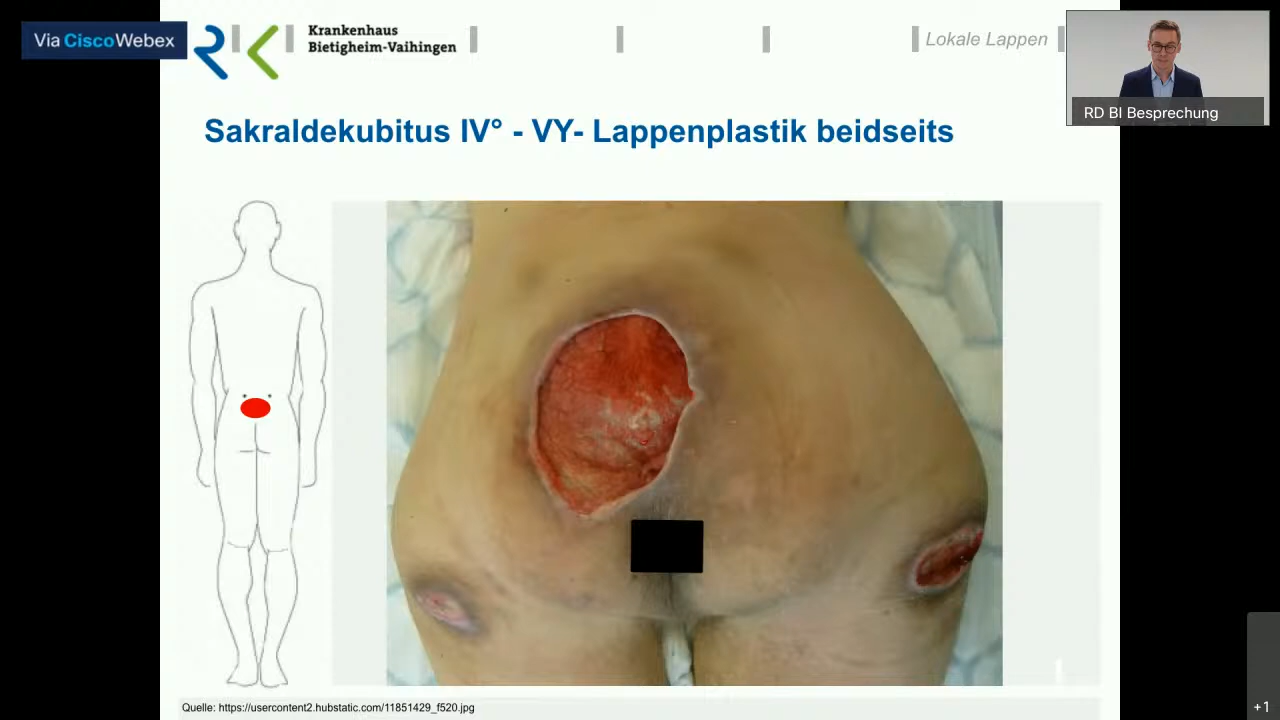 Via CiscoWebex
Krankenhaus
Bietigheim-Vaihingen
Lokale Lappen
RD BI Besprechung
Sakraldekubitus IV° - VY- Lappenplastik beidseits
Quelle: https://usercontent2.hubstatic.com/11851429_f520.jpg
+1